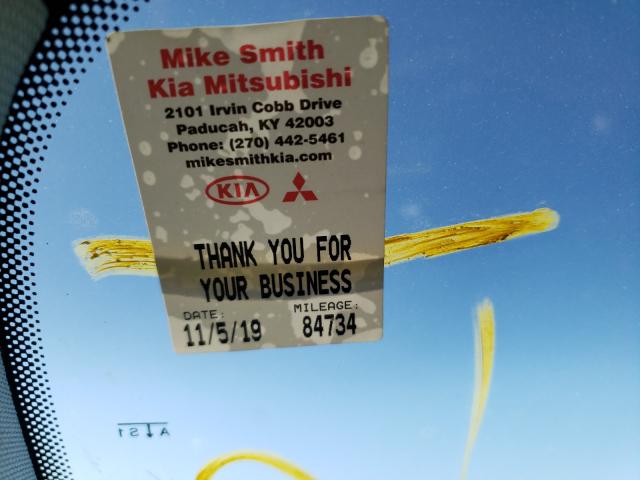 Mike Smith
Kia Mitsubishi
2101 Irvin Cobb Drive
Paducah, KY 42003
Phone: (270) 442-5461
mikesmithkia.com
KIA
THANK YOU FOR
YOUR BUSINESS
DATE: MILEAGE:
11/5/19 84734
AS1